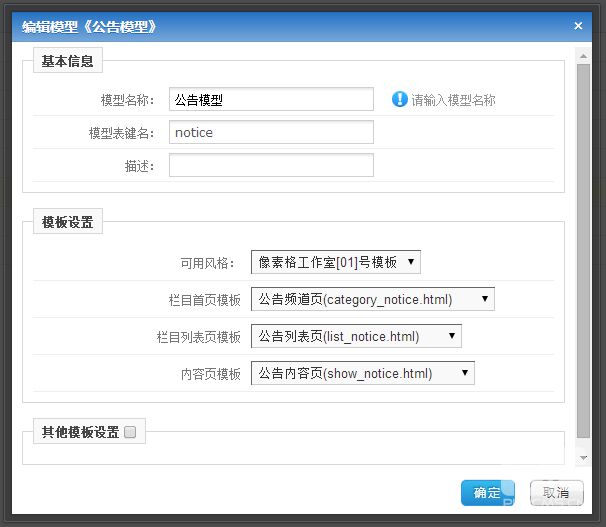 编辑模型《公告模型》
×
基本信息
模型名称： 公告模型 请输入模型名称
模型表键名： notice
描述：
模板设置
可用风格： 像素格工作室[01]号模板
栏目首页模板 公告频道页(category_notice.html)
栏目列表页模板 公告列表页(list_notice.html)
内容页模板 公告内容页(show_notice.html)
其他模板设置
确定 取消